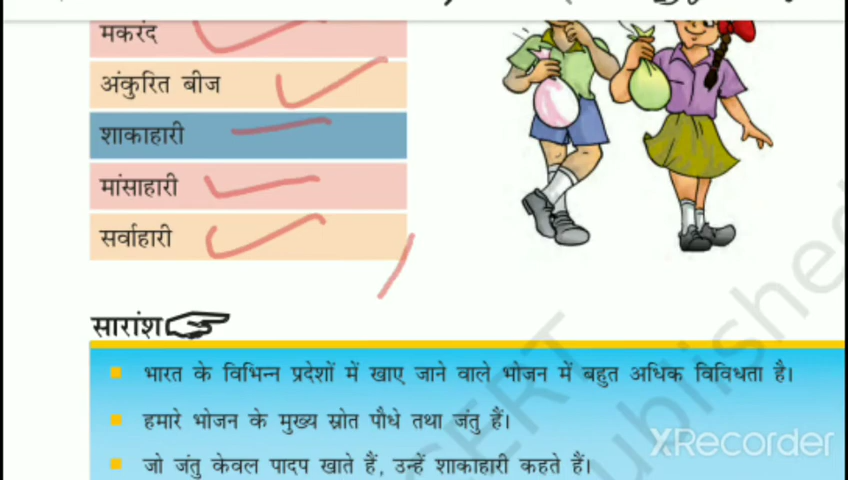 मकरंद
अंकुरित बीज
शाकाहारी
मांसाहारी
सर्वाहारी
सारांश
भारत के विभिन्न प्रदेशों में खाए जाने वाले भोजन में बहुत अधिक विविधता है।
हमारे भोजन के मुख्य स्रोत पौधे तथा जंतु हैं।
जो जंतु केवल पादप खाते हैं, उन्हें शाकाहारी कहते हैं।
XRecorder